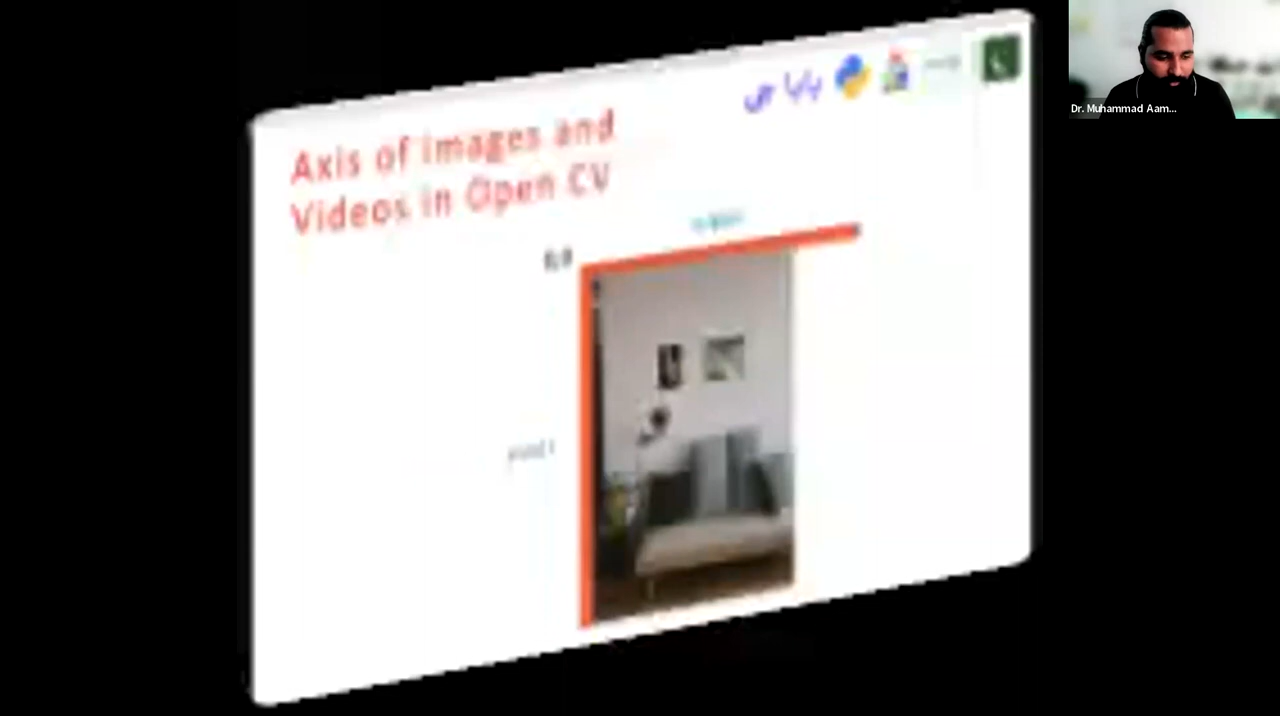 بابا جی
Axis of Images and
Videos in Open CV
0,0
Dr. Muhammad Aam...